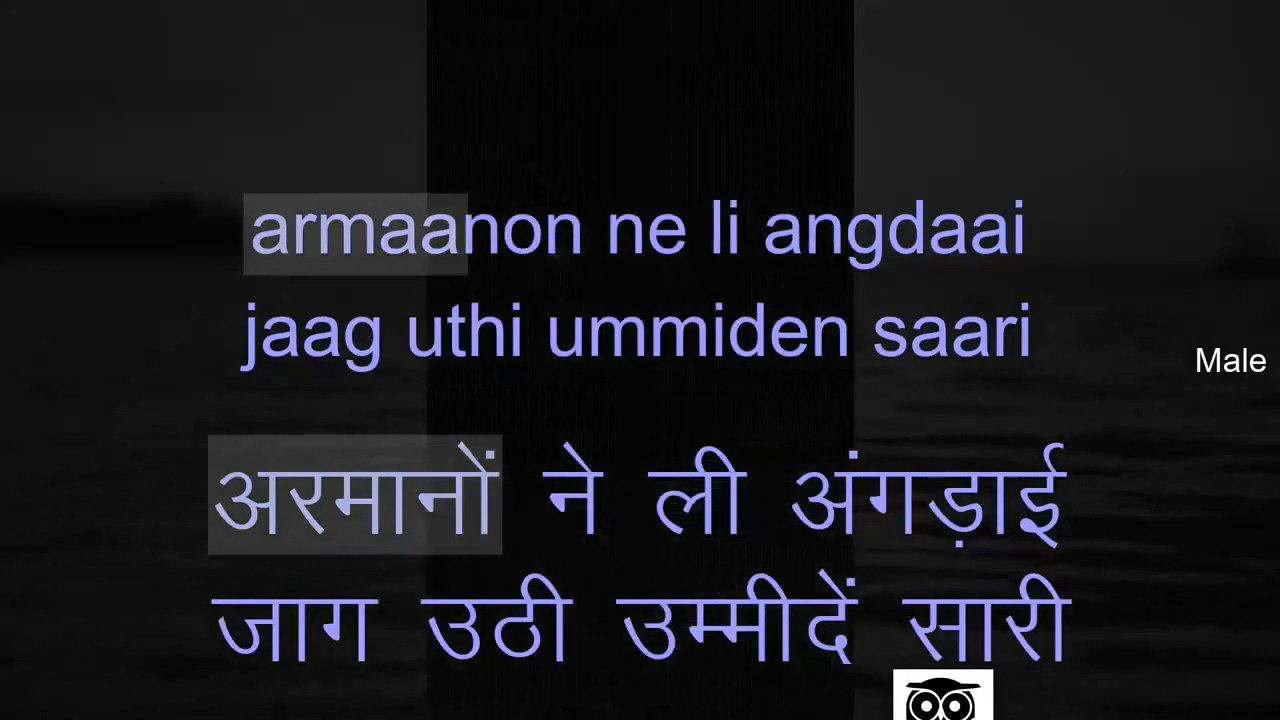 armaanon ne li angdaai
jaag uthi ummiden saari
Male
अरमानों ने ली अंगड़ाई
जाग उठी उम्मीदें सारी